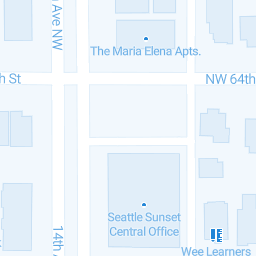 Ave NW
The Maria Elena Apts.
h St
NW 64th
14th
Seattle Sunset
Central Office
Wee Learners